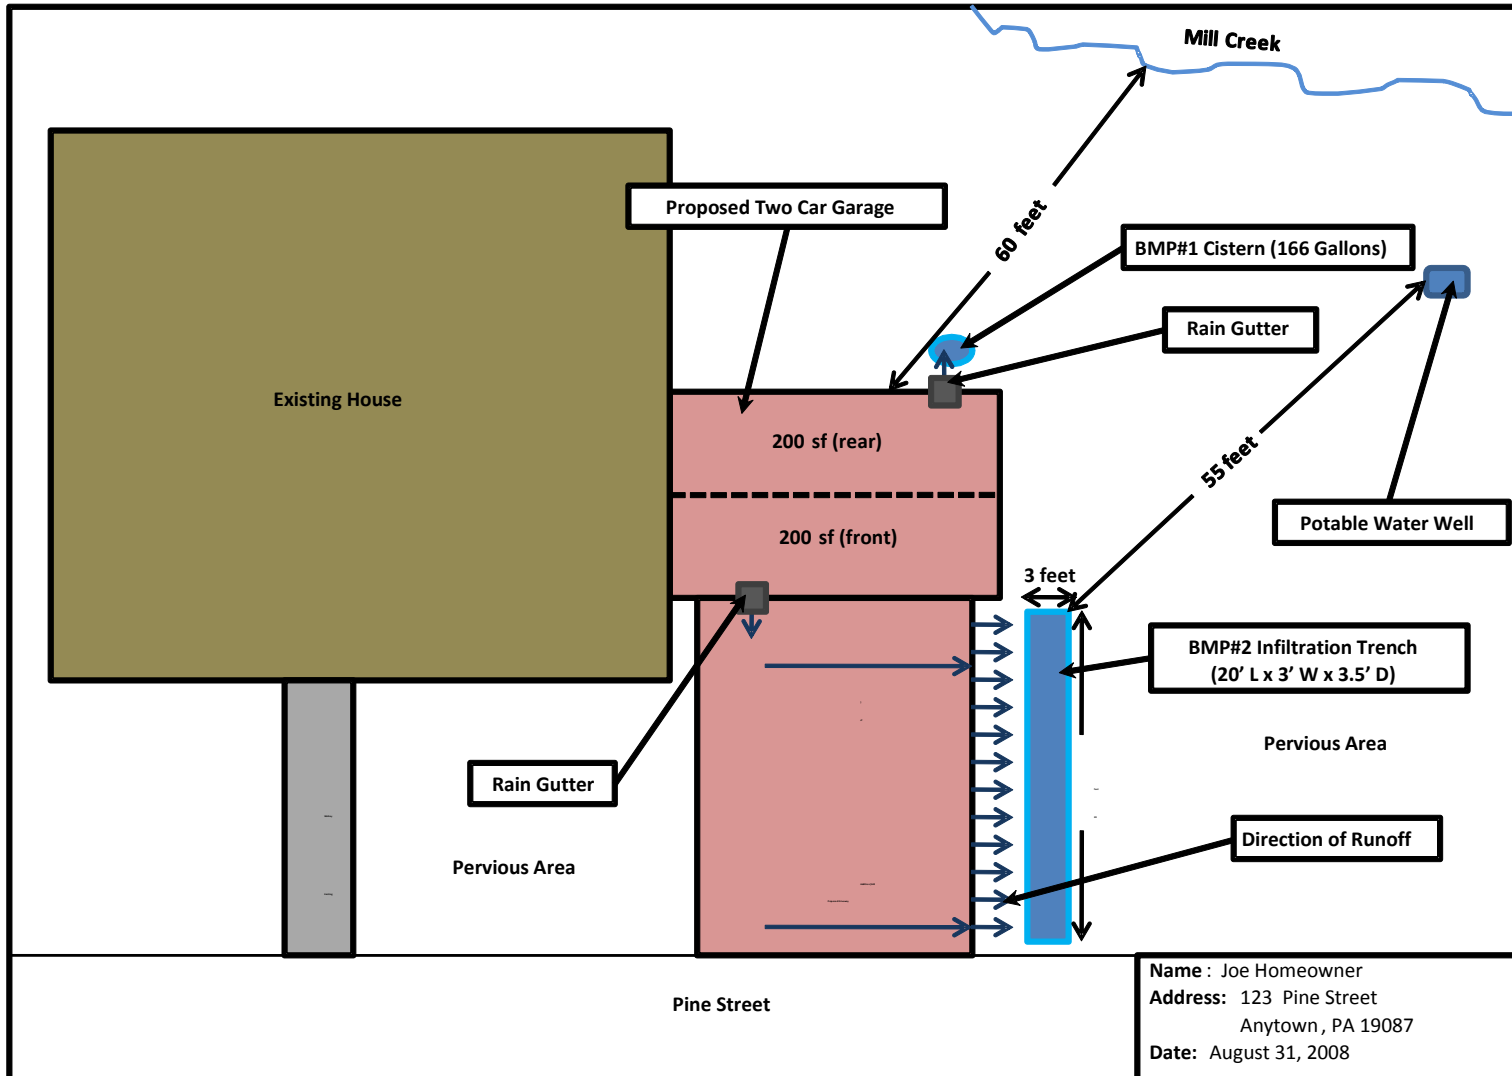 Mill Creek
Proposed Two Car Garage
60 feet
BMP#1 Cistern (166 Gallons)
Rain Gutter
Existing House
200 sf (rear)
55 feet
Potable Water Well
200 sf (front)
3 feet
BMP#2 Infiltration Trench
(20' L x 3' W x 3.5' D)
Pervious Area
Rain Gutter
Direction of Runoff
Pervious Area
Pine Street
Name : Joe Homeowner
Address: 123 Pine Street
Anytown , PA 19087
Date: August 31, 2008